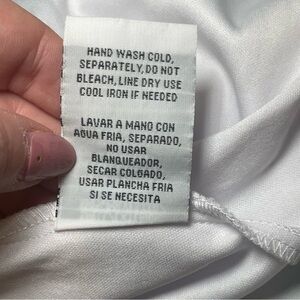 HAND WASH COLD,
SEPARATELY, DO NOT
BLEACH, LINE DRY USE
COOL IRON IF NEEDED
LAVAR A MANO CON
AGUA FRIA, SEPARADO,
NO USAR
BLANQUEADOR,
SECAR COLGADO,
USAR PLANCHA FRIA
SI SE NECESITA